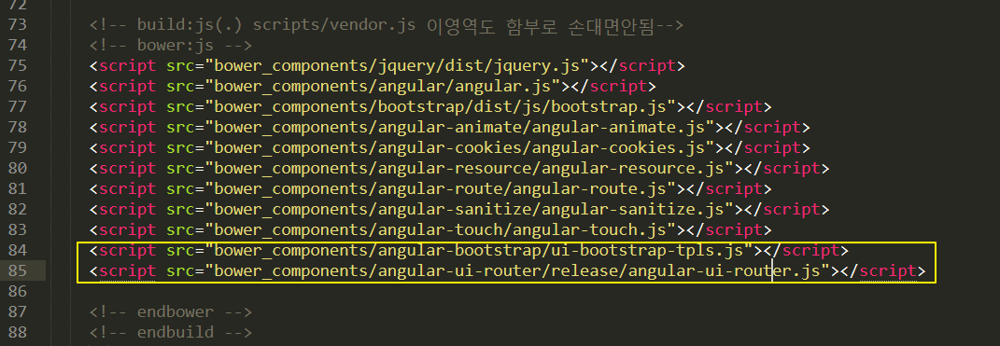 72
73 <!-- build:js(.) scripts/vendor.js 이영역도 함부로 손대면안됨-->
74 <!-- bower:js -->
75 <script src="bower_components/jquery/dist/jquery.js"></script>
76 <script src="bower_components/angular/angular.js"></script>
77 <script src="bower_components/bootstrap/dist/js/bootstrap.js"></script>
78 <script src="bower_components/angular-animate/angular-animate.js"></script>
79 <script src="bower_components/angular-cookies/angular-cookies.js"></script>
80 <script src="bower_components/angular-resource/angular-resource.js"></script>
81 <script src="bower_components/angular-route/angular-route.js"></script>
82 <script src="bower_components/angular-sanitize/angular-sanitize.js"></script>
83 <script src="bower_components/angular-touch/angular-touch.js"></script>
84 <script src="bower_components/angular-bootstrap/ui-bootstrap-tpls.js"></script>
85 <script src="bower_components/angular-ui-router/release/angular-ui-router.js"></script>
86
87 <!-- endbower -->
88 <!-- endbuild -->